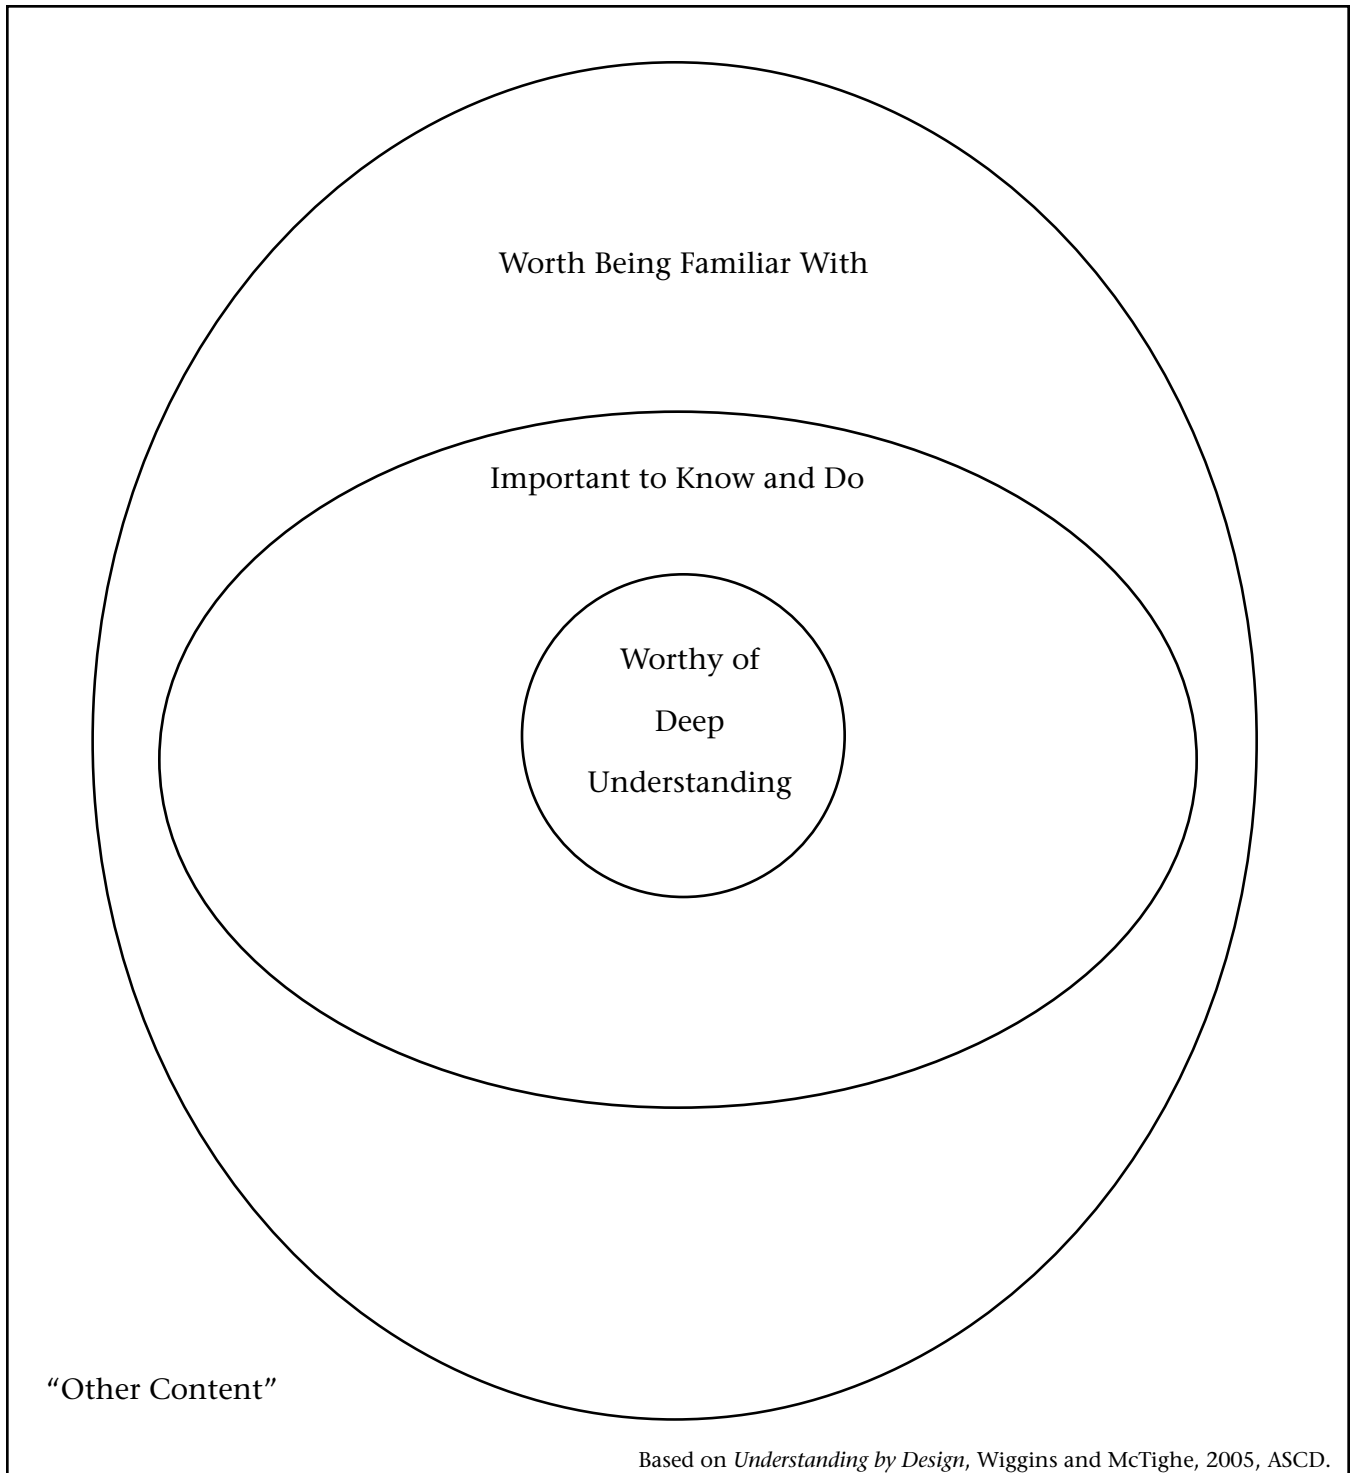 Worth Being Familiar With
Important to Know and Do
Worthy of
Deep
Understanding
“Other Content”
Based on Understanding by Design, Wiggins and McTighe, 2005, ASCD.